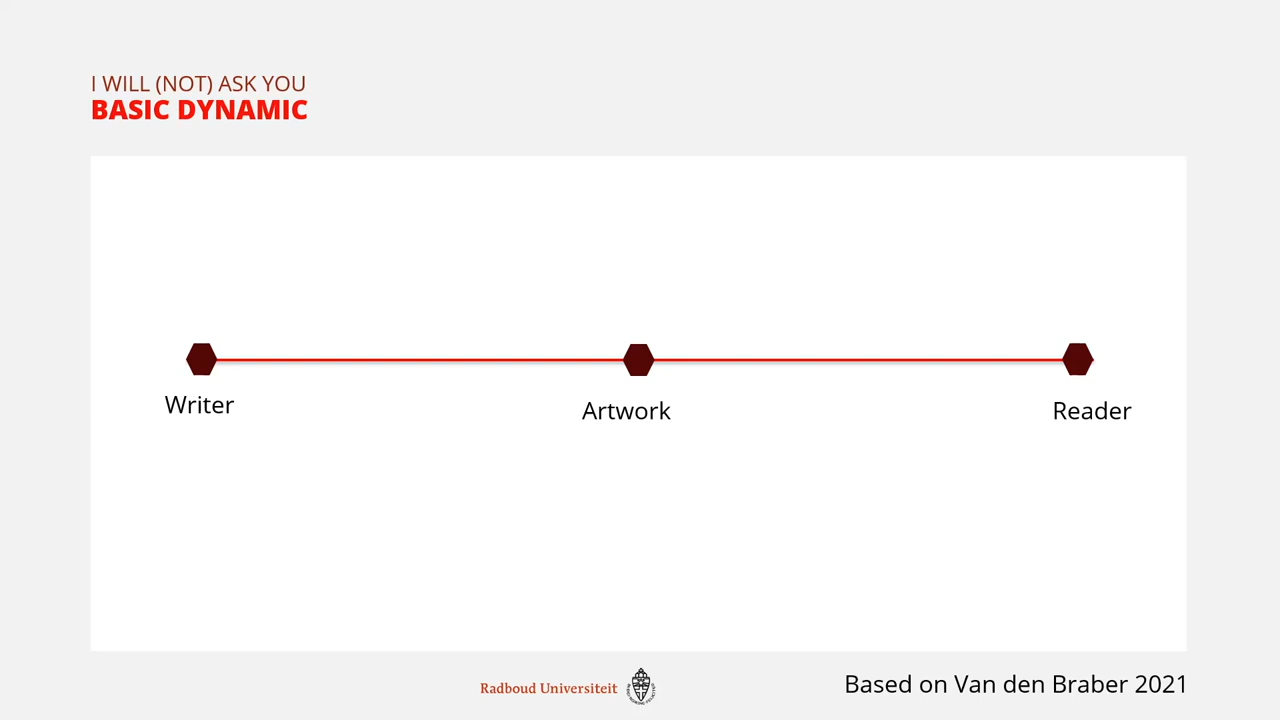 I WILL (NOT) ASK YOU
BASIC DYNAMIC
Writer
Artwork
Reader
Radboud Universiteit
Based on Van den Braber 2021